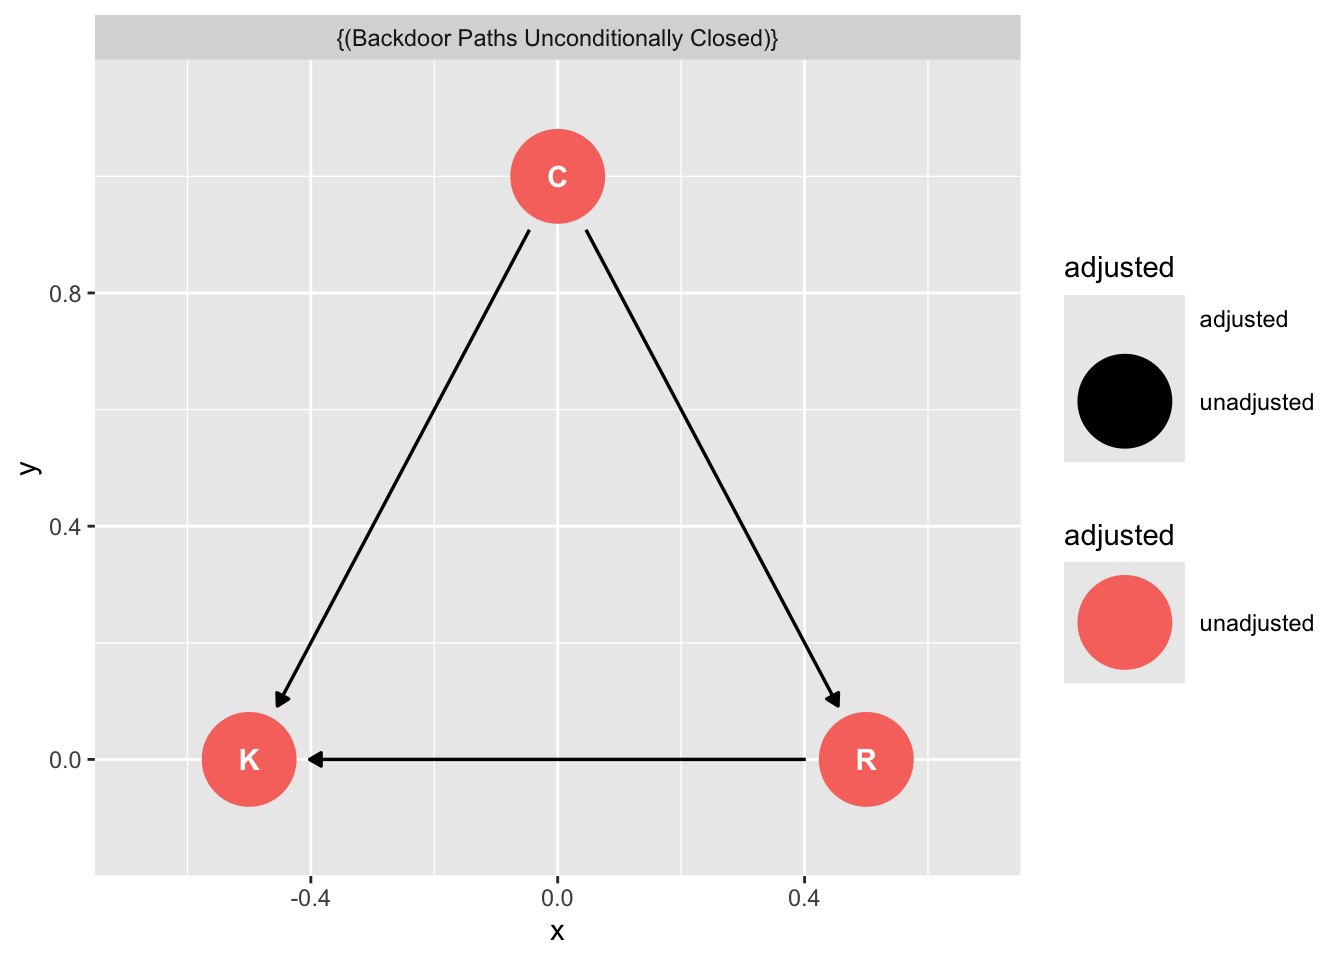 {(Backdoor Paths Unconditionally Closed)}
C
K
R
0.8
0.4
0.0
y
-0.4
0.0
0.4
x
adjusted
adjusted
unadjusted
adjusted
unadjusted